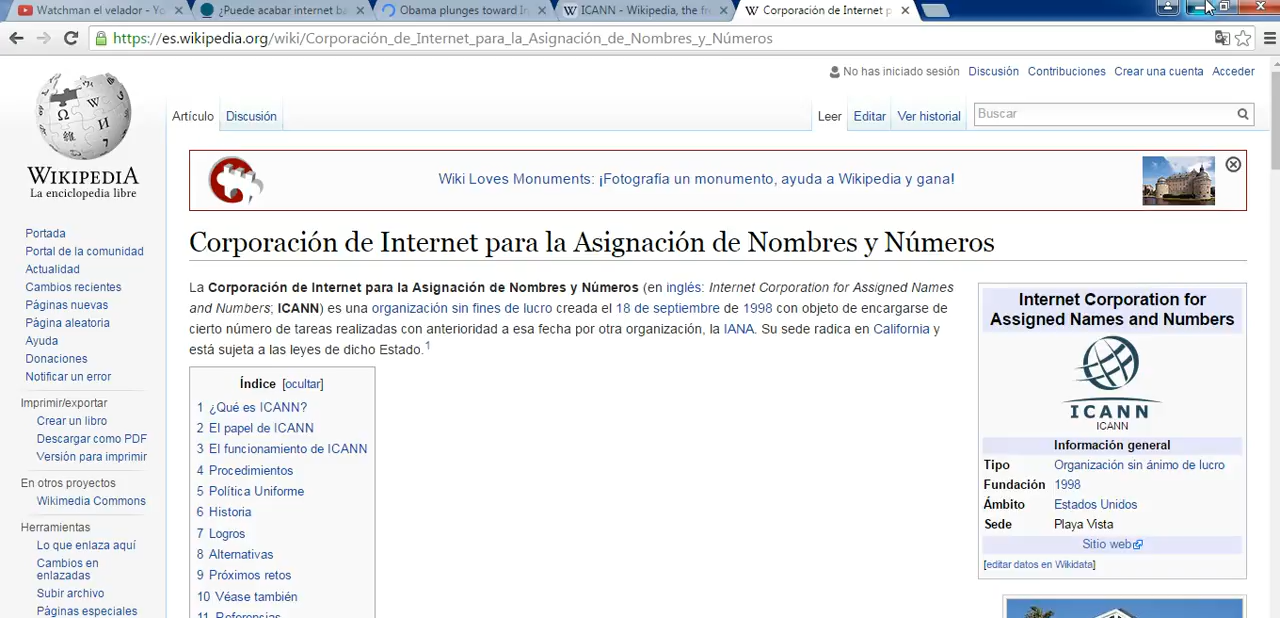 Watchman el velador - Yo
¿Puede acabar internet ba
Obama plunges toward In
ICANN - Wikipedia, the fr
Corporación de Internet p
https://es.wikipedia.org/wiki/Corporación_de_Internet_para_la_Asignación_de_Nombres_y_Números
No has iniciado sesión Discusión Contribuciones Crear una cuenta Acceder
Artículo Discusión Leer Editar Ver historial Buscar
WIKIPEDIA
La enciclopedia libre
Wiki Loves Monuments: ¡Fotografía un monumento, ayuda a Wikipedia y gana!
Portada
Portal de la comunidad
Actualidad
Cambios recientes
Páginas nuevas
Página aleatoria
Ayuda
Donaciones
Notificar un error
Imprimir/exportar
Crear un libro
Descargar como PDF
Versión para imprimir
En otros proyectos
Wikimedia Commons
Herramientas
Lo que enlaza aquí
Cambios en
enlazadas
Subir archivo
Páginas especiales
Corporación de Internet para la Asignación de Nombres y Números
La Corporación de Internet para la Asignación de Nombres y Números (en inglés: Internet Corporation for Assigned Names
and Numbers; ICANN) es una organización sin fines de lucro creada el 18 de septiembre de 1998 con objeto de encargarse de
cierto número de tareas realizadas con anterioridad a esa fecha por otra organización, la IANA. Su sede radica en California y
está sujeta a las leyes de dicho Estado.1
Índice [ocultar]
1 ¿Qué es ICANN?
2 El papel de ICANN
3 El funcionamiento de ICANN
4 Procedimientos
5 Política Uniforme
6 Historia
7 Logros
8 Alternativas
9 Próximos retos
10 Véase también
11 Referencias
Internet Corporation for
Assigned Names and Numbers
ICANN
ICANN
Información general
Tipo Organización sin ánimo de lucro
Fundación 1998
Ámbito Estados Unidos
Sede Playa Vista
Sitio web
[editar datos en Wikidata]